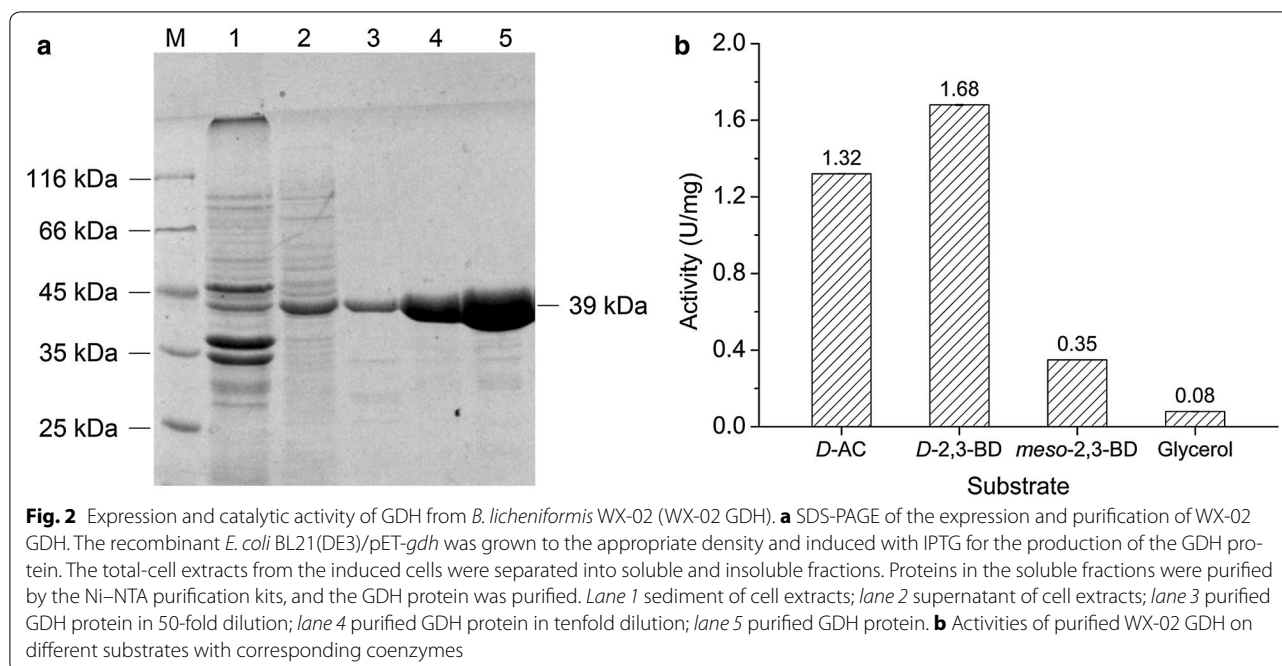 a
M 1 2 3 4 5
116 kDa
66 kDa
45 kDa
39 kDa
35 kDa
25 kDa
b
2.0
1.6
1.2
0.8
0.4
0.0
Activity (U/mg)
1.32
1.68
0.35
0.08
D-AC D-2,3-BD meso-2,3-BD Glycerol
Substrate
Fig. 2 Expression and catalytic activity of GDH from B. licheniformis WX-02 (WX-02 GDH). a SDS-PAGE of the expression and purification of WX-02
GDH. The recombinant E. coli BL21(DE3)/pET-gdh was grown to the appropriate density and induced with IPTG for the production of the GDH pro-
tein. The total-cell extracts from the induced cells were separated into soluble and insoluble fractions. Proteins in the soluble fractions were purified
by the Ni–NTA purification kits, and the GDH protein was purified. Lane 1 sediment of cell extracts; lane 2 supernatant of cell extracts; lane 3 purified
GDH protein in 50-fold dilution; lane 4 purified GDH protein in tenfold dilution; lane 5 purified GDH protein. b Activities of purified WX-02 GDH on
different substrates with corresponding coenzymes